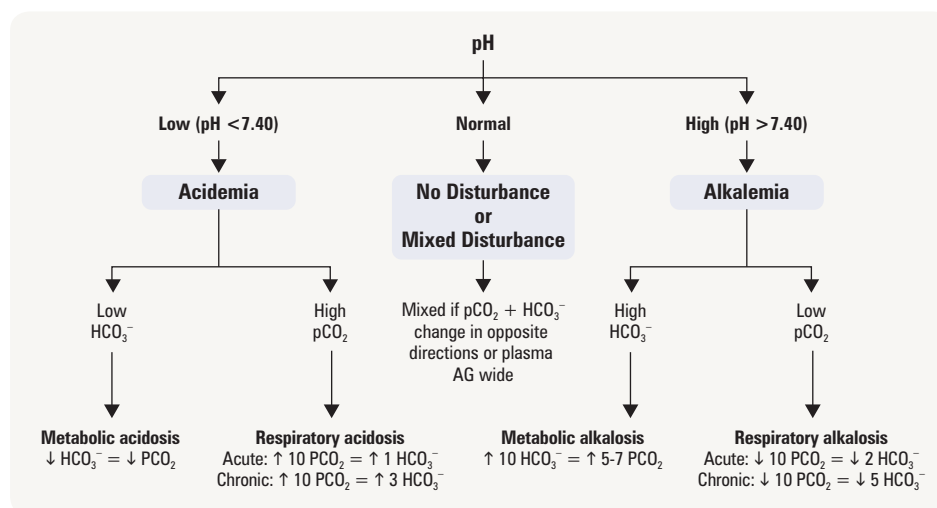 pH
Low (pH <7.40)
Normal
High (pH >7.40)
Acidemia
No Disturbance
or
Mixed Disturbance
Alkalemia
Low
HCO₃⁻
High
pCO₂
Mixed if pCO₂ + HCO₃⁻
change in opposite
directions or plasma
AG wide
High
HCO₃⁻
Low
pCO₂
Metabolic acidosis
↓ HCO₃⁻ = ↓ PCO₂
Respiratory acidosis
Acute: ↑ 10 PCO₂ = ↑ 1 HCO₃⁻
Chronic: ↑ 10 PCO₂ = ↑ 3 HCO₃⁻
Metabolic alkalosis
↑ 10 HCO₃⁻ = ↑ 5-7 PCO₂
Respiratory alkalosis
Acute: ↓ 10 PCO₂ = ↓ 2 HCO₃⁻
Chronic: ↓ 10 PCO₂ = ↓ 5 HCO₃⁻